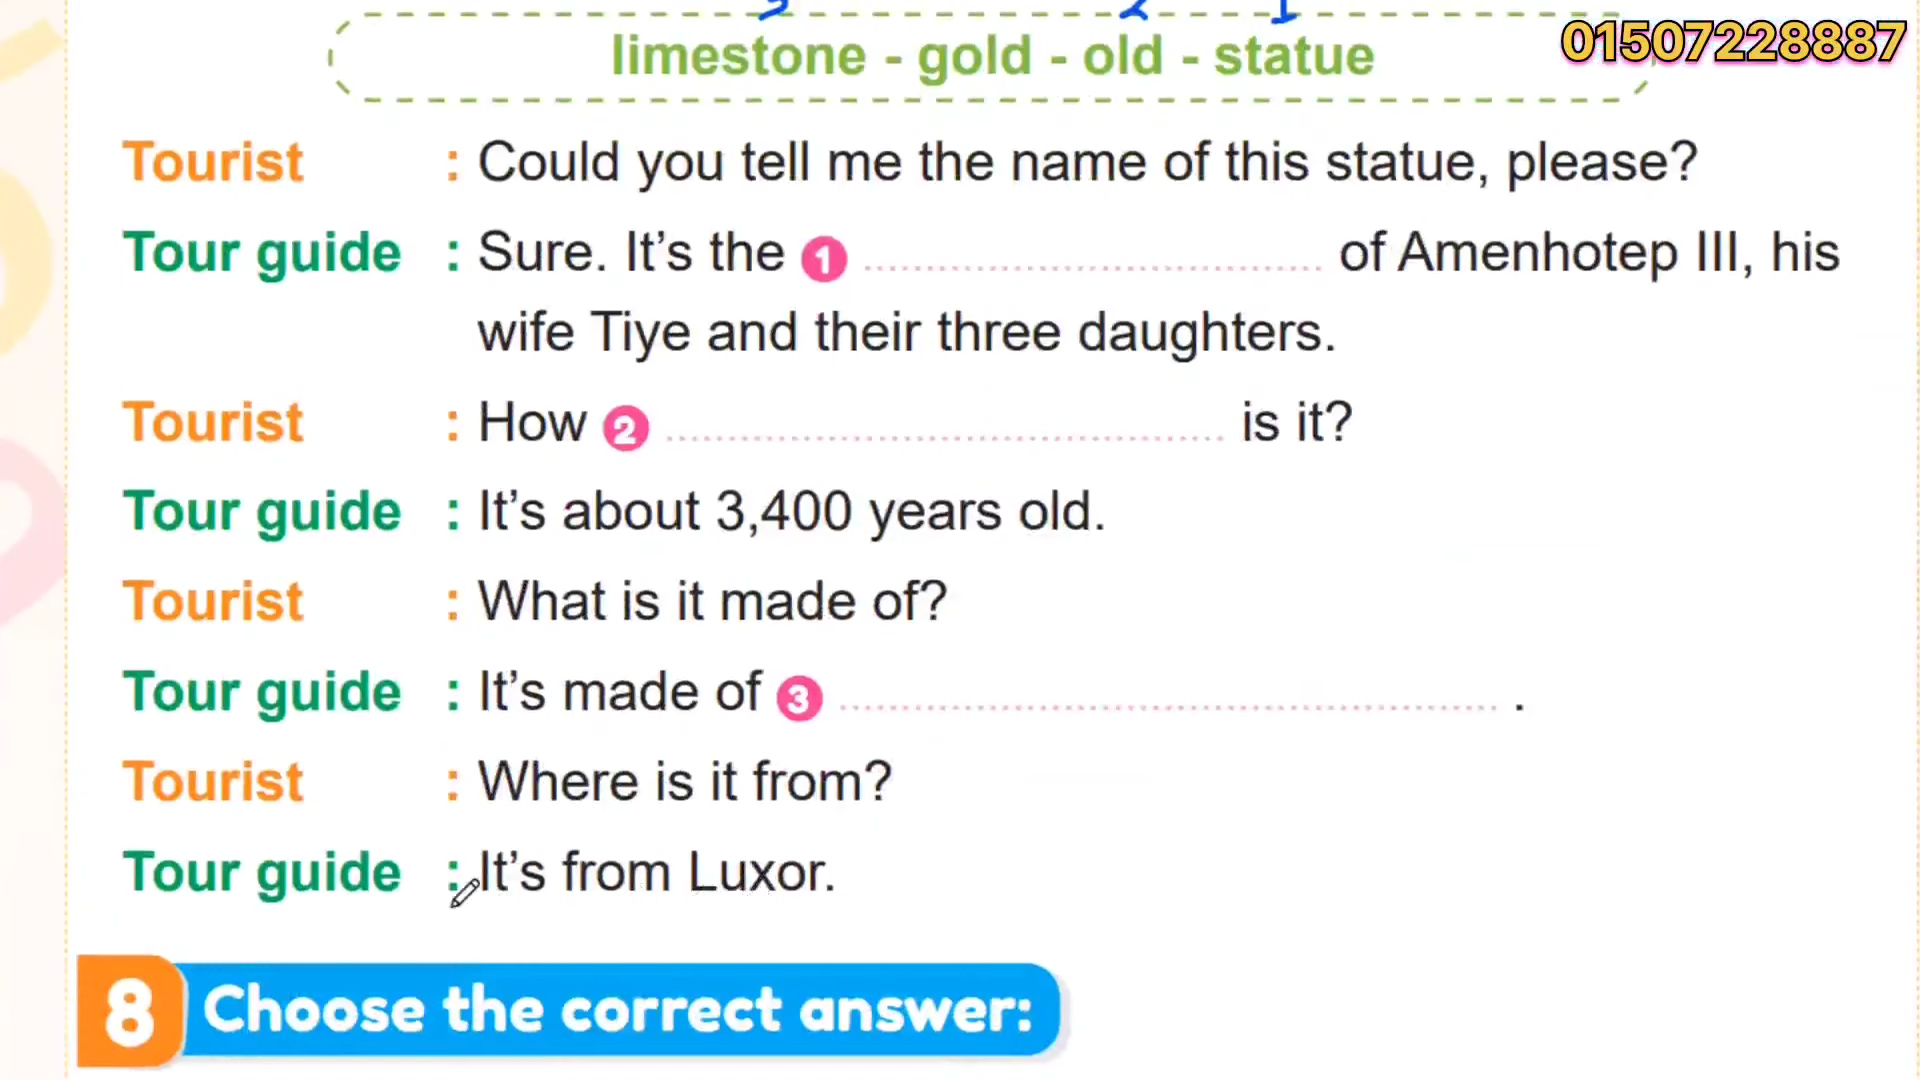 3 2 1
01507228887
limestone - gold - old - statue
Tourist : Could you tell me the name of this statue, please?
Tour guide : Sure. It's the 1 ........................ of Amenhotep III, his
wife Tiye and their three daughters.
Tourist : How 2 ........................ is it?
Tour guide : It's about 3,400 years old.
Tourist : What is it made of?
Tour guide : It's made of 3 ........................ .
Tourist : Where is it from?
Tour guide : It's from Luxor.
8 Choose the correct answer: